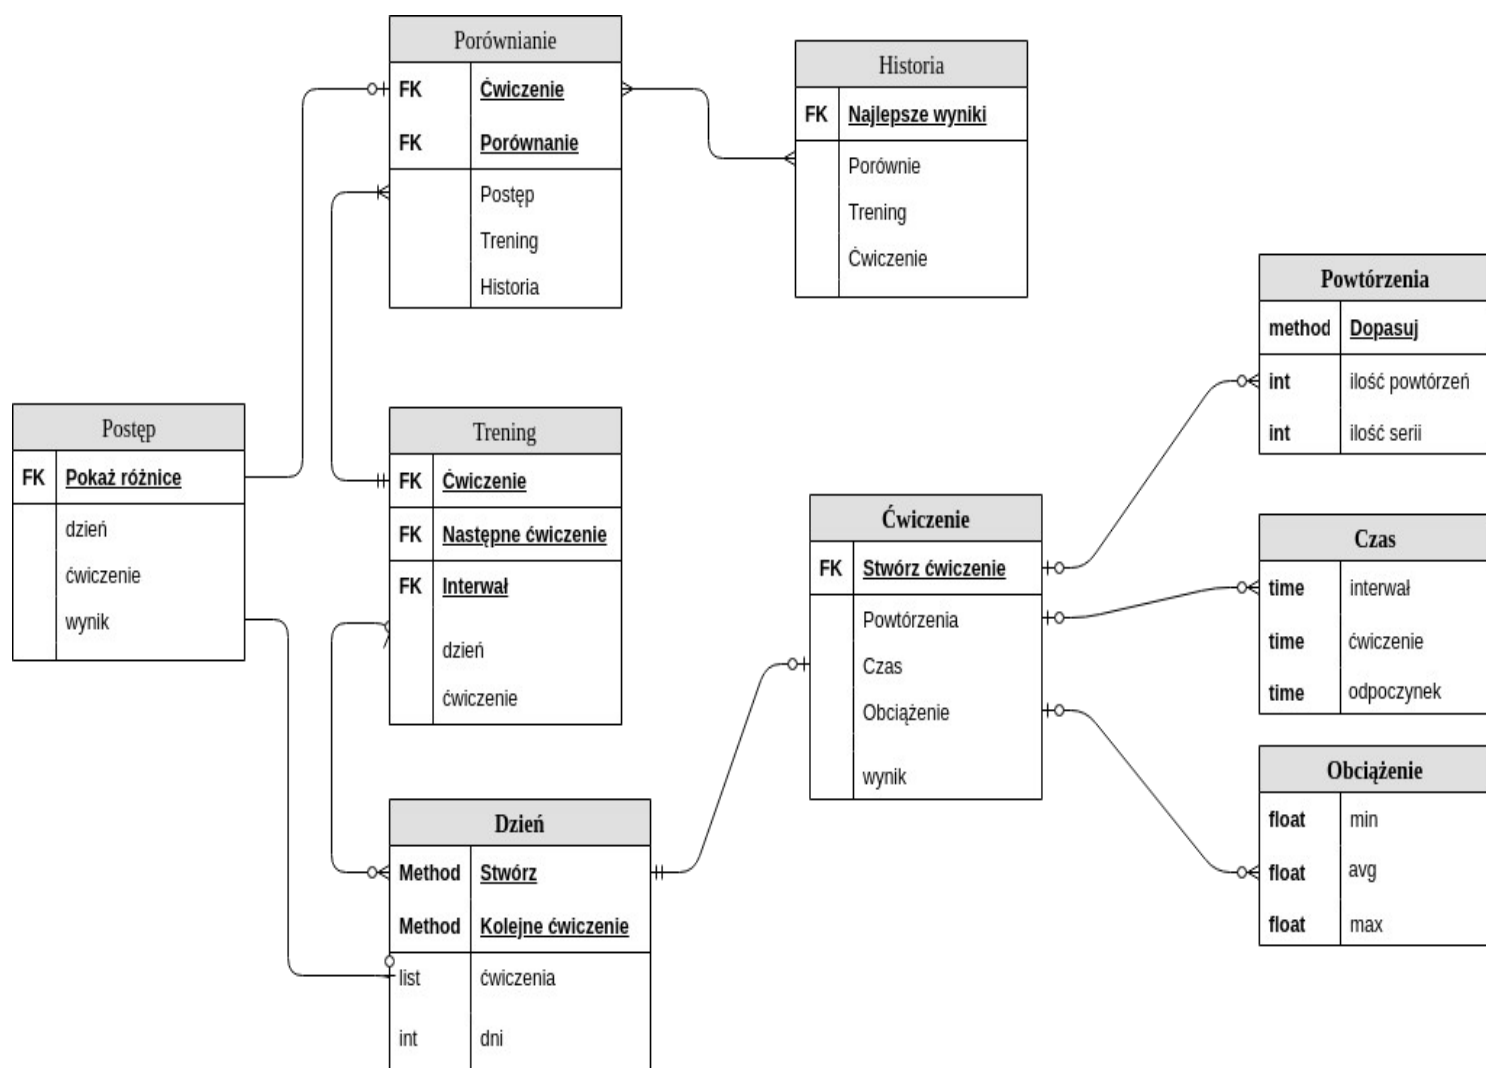 Porównianie
FK Ćwiczenie
FK Porównanie
Postęp
Trening
Historia
Historia
FK Najlepsze wyniki
Porównie
Trening
Ćwiczenie
Powtórzenia
method Dopasuj
int ilość powtórzeń
int ilość serii
Postęp
FK Pokaż różnice
dzień
ćwiczenie
wynik
Trening
FK Ćwiczenie
FK Następne ćwiczenie
FK Interwał
dzień
ćwiczenie
Ćwiczenie
FK Stwórz ćwiczenie
Powtórzenia
Czas
Obciążenie
wynik
Czas
time interwał
time ćwiczenie
time odpoczynek
Obciążenie
float min
float avg
float max
Dzień
Method Stwórz
Method Kolejne ćwiczenie
list ćwiczenia
int dni